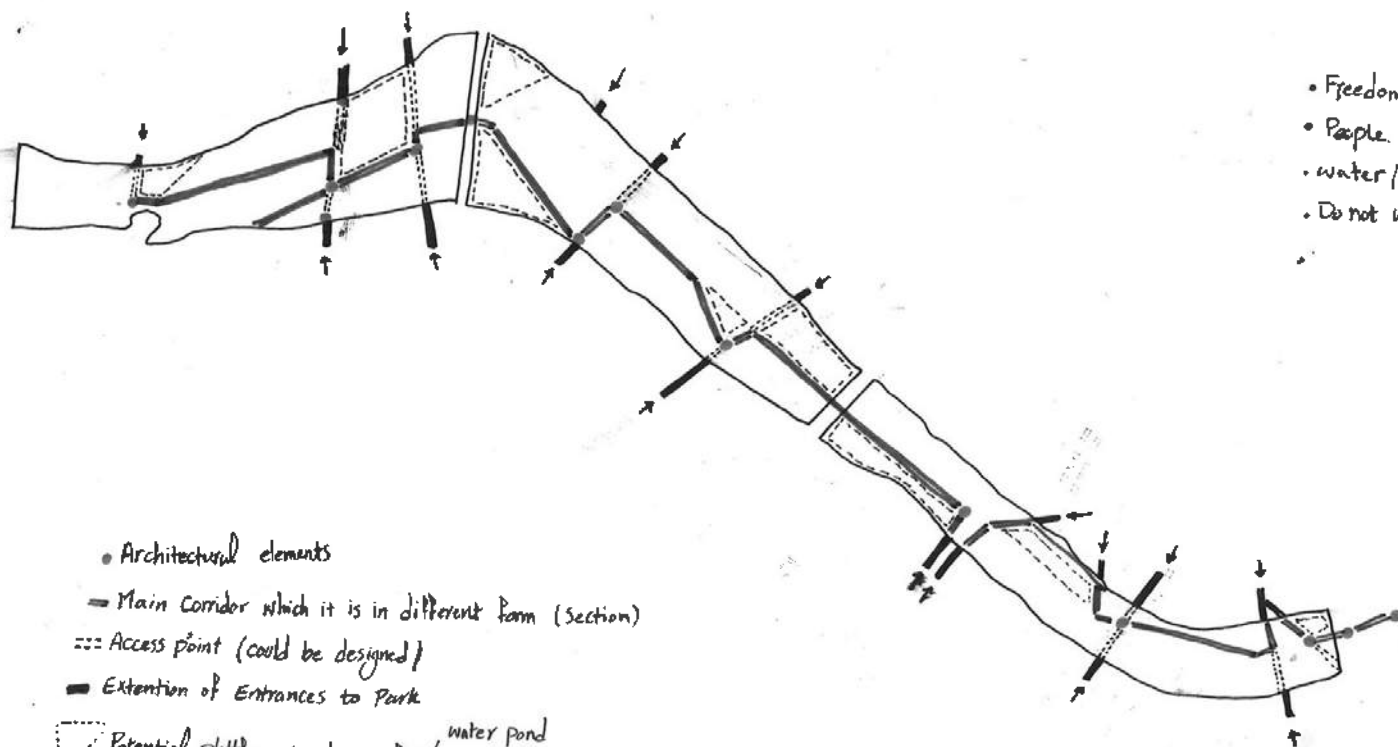 • Freedom
• People.
• water/
• Do not
• Architectural elements
Main Corridor which it is in different form (section)
Access point (could be designed)
Extention of Entrances to Park
water pond
Potential